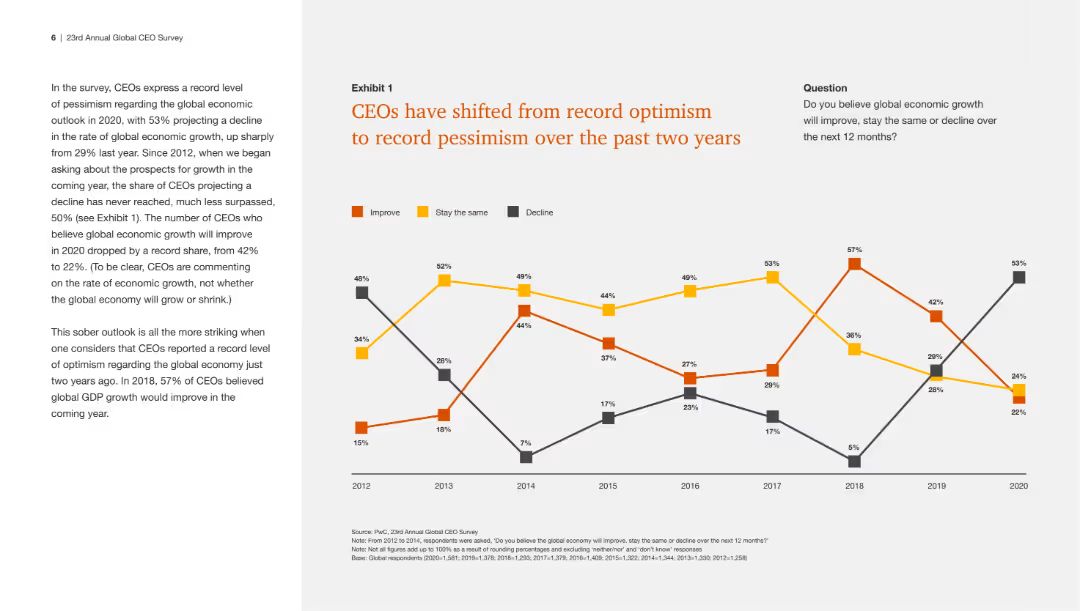 6 | 23rd Annual Global CEO Survey
In the survey, CEOs express a record level
of pessimism regarding the global economic
outlook in 2020, with 53% projecting a decline
in the rate of global economic growth, up sharply
from 29% last year. Since 2012, when we began
asking about the prospects for growth in the
coming year, the share of CEOs projecting a
decline has never reached, much less surpassed,
50% (see Exhibit 1). The number of CEOs who
believe global economic growth will improve
in 2020 dropped by a record share, from 42%
to 22%. (To be clear, CEOs are commenting
on the rate of economic growth, not whether
the global economy will grow or shrink.)
This sober outlook is all the more striking when
one considers that CEOs reported a record level
of optimism regarding the global economy just
two years ago. In 2018, 57% of CEOs believed
global GDP growth would improve in the
coming year.
Exhibit 1
CEOs have shifted from record optimism
to record pessimism over the past two years
Question
Do you believe global economic growth
will improve, stay the same or decline over
the next 12 months?
Improve Stay the same Decline
57%
52% 53% 53%
48% 49% 49%
44% 42%
34% 44% 36%
37%
28% 27% 29% 29% 24%
23% 28%
17% 22%
15% 18% 17%
7% 5%
2012 2013 2014 2015 2016 2017 2018 2019 2020
Source: PwC, 23rd Annual Global CEO Survey
Note: From 2012 to 2014, respondents were asked, 'Do you believe the global economy will improve, stay the same or decline over the next 12 months?'
Note: Not all figures add up to 100% as a result of rounding percentages and excluding 'neither/nor' and 'don't know' responses
Base: Global respondents (2020=1,581; 2019=1,378; 2018=1,293; 2017=1,379; 2016=1,409; 2015=1,322; 2014=1,344; 2013=1,330; 2012=1,258)